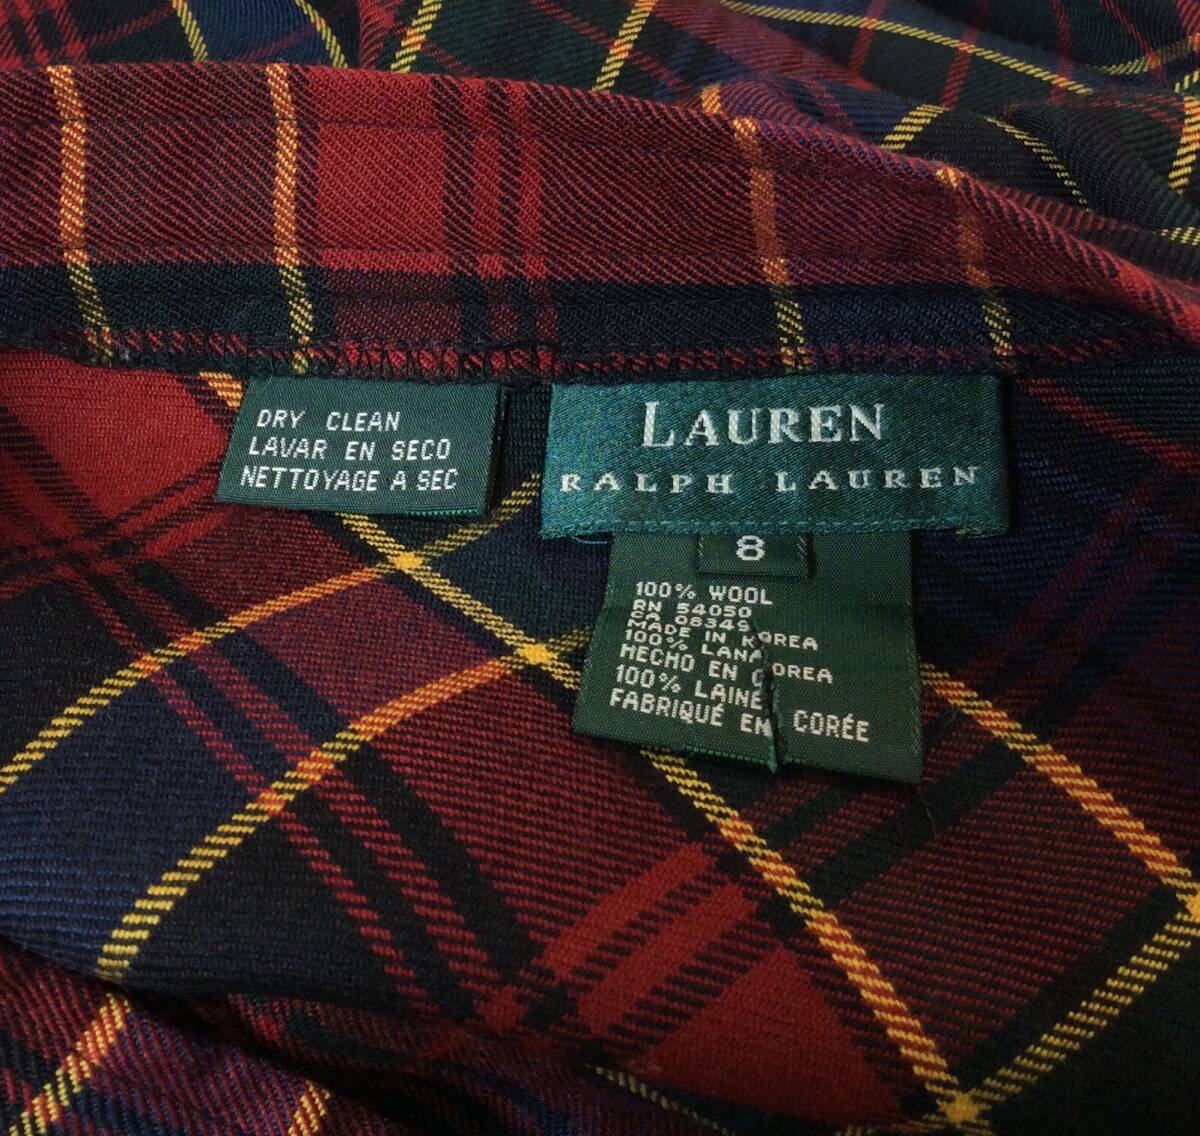 DRY CLEAN
LAVAR EN SECO
NETTOYAGE A SEC
LAUREN
RALPH LAUREN
8
100% WOOL
RN 54050
CA 08349
MADE IN KOREA
100% LANA
HECHO EN COREA
100% LAINE
FABRIQUÉ EN CORÉE